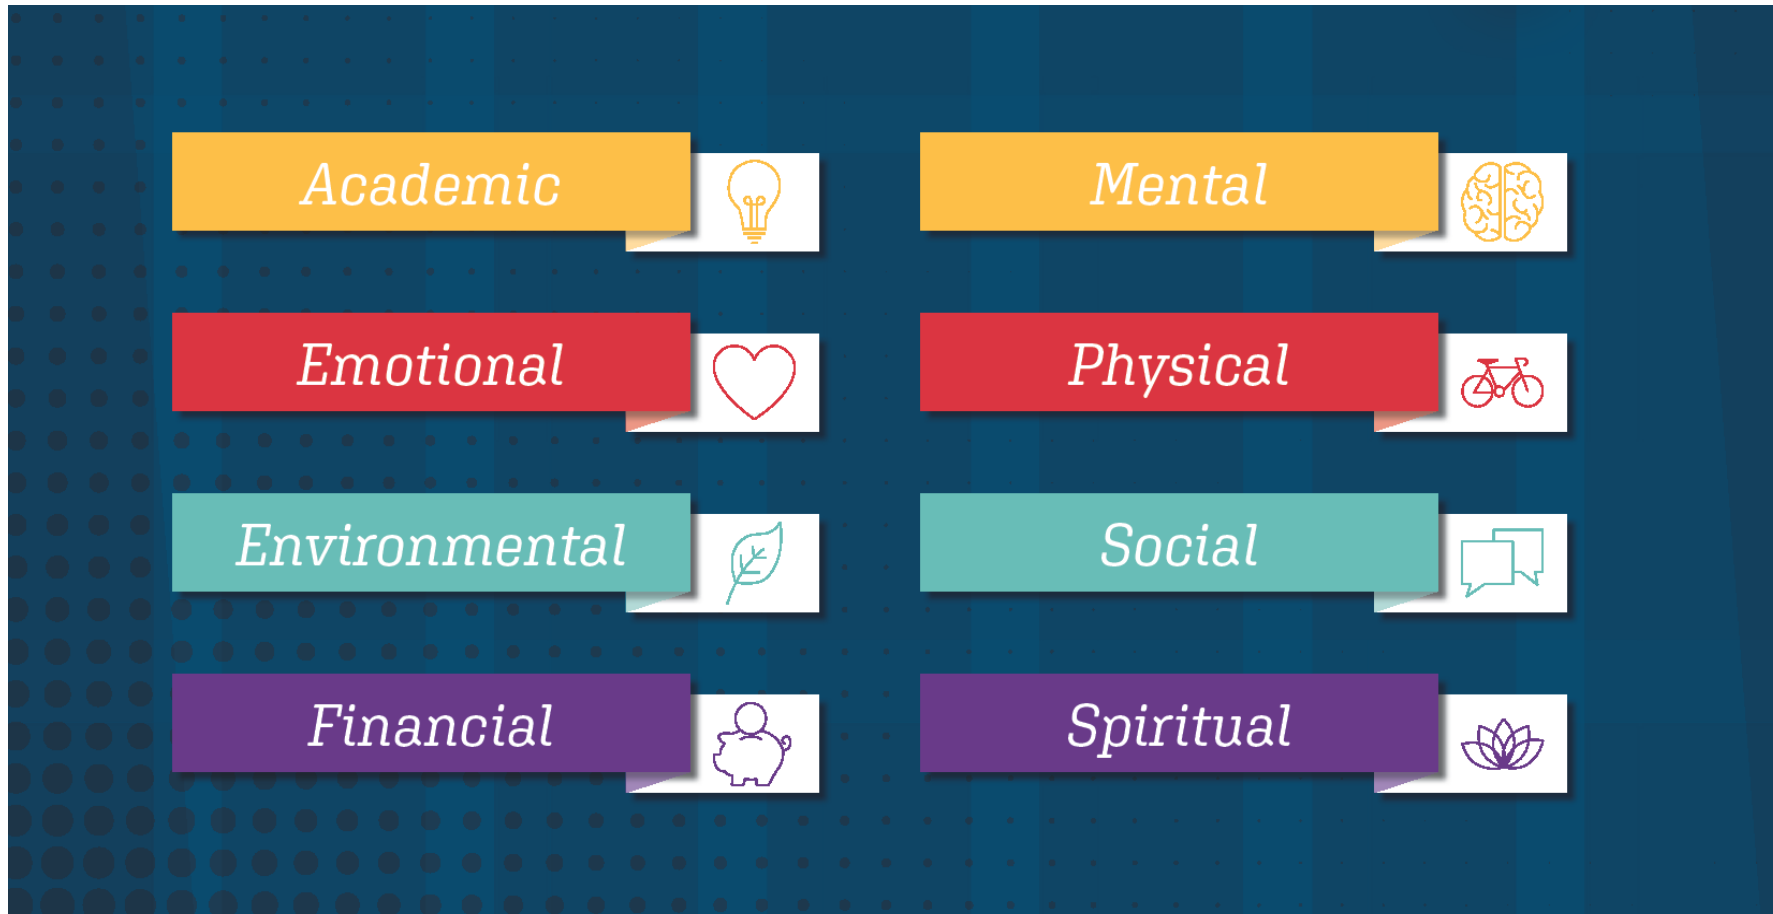 Academic
Mental
Emotional
Physical
Environmental
Social
Financial
Spiritual